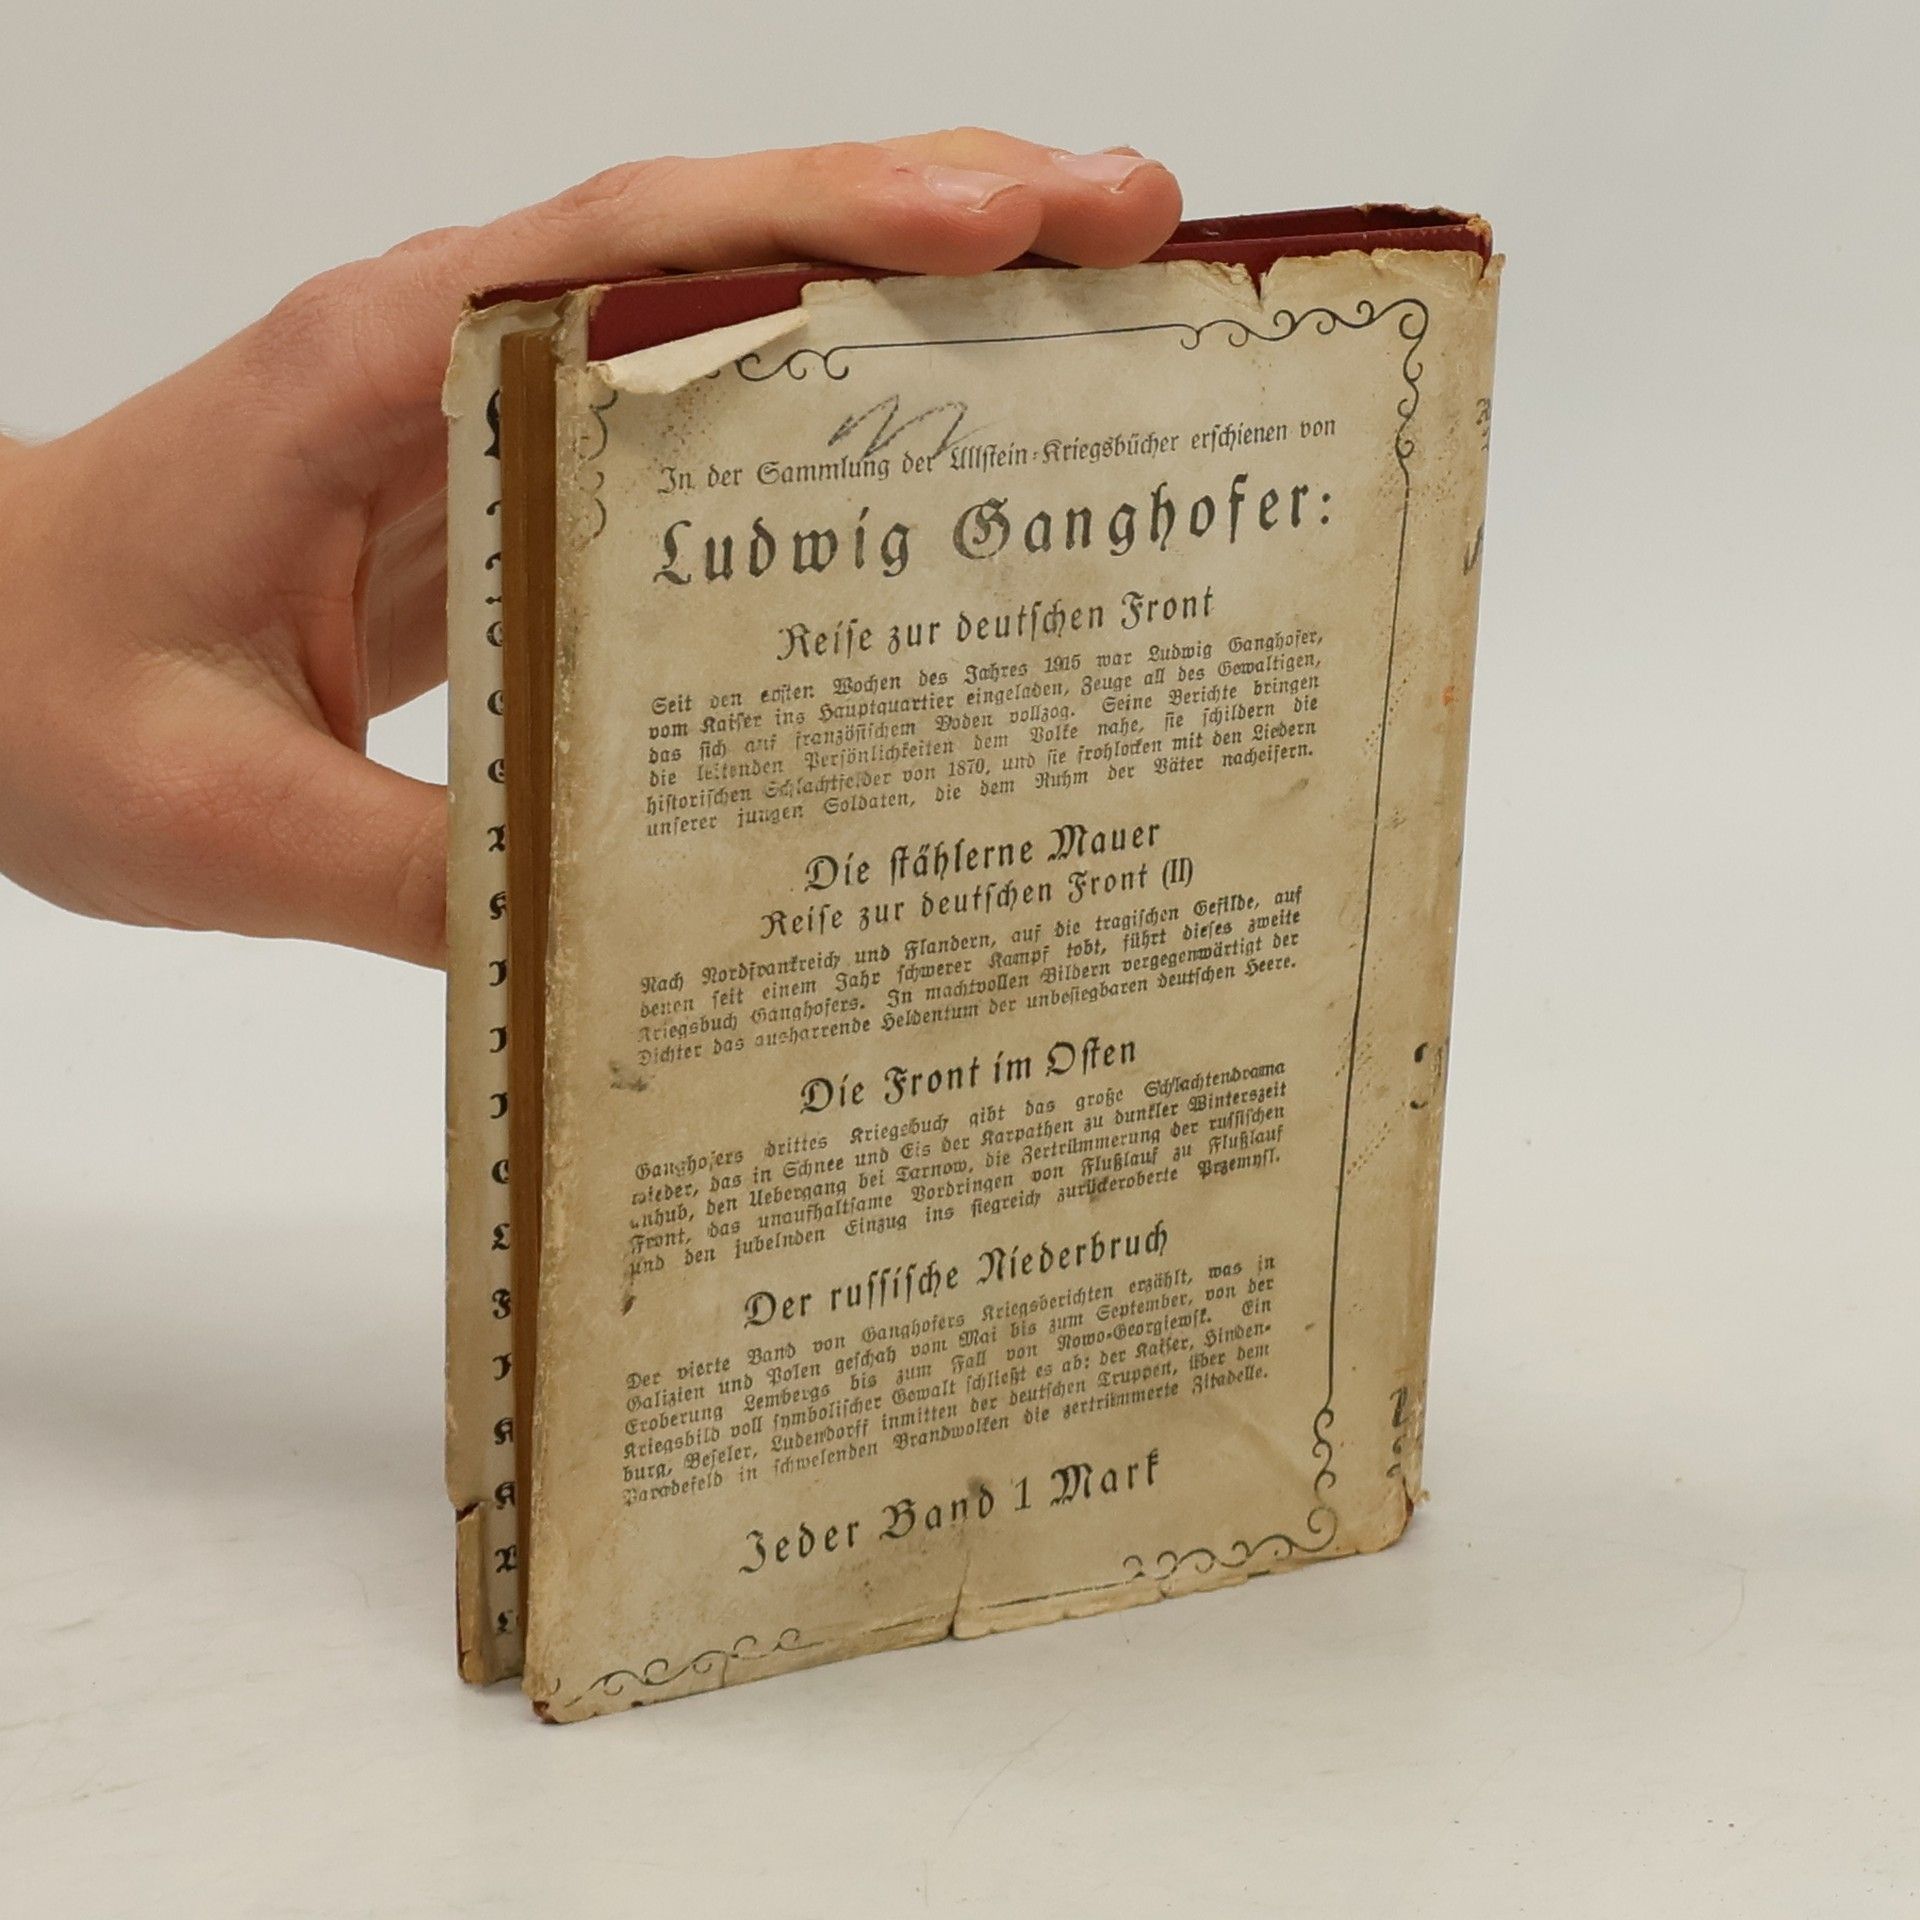 In der Sammlung der Ullstein-Kriegsbücher erschienen von
Ludwig Ganghofer:
Reise zur deutschen Front
Seit den ersten Wochen des Jahres 1915 war Ludwig Ganghofer,
vom Kaiser ins Hauptquartier eingeladen, Zeuge all des Gewaltigen,
das sich auf französischem Boden vollzog. Seine Berichte bringen
die leitenden Persönlichkeiten dem Volke nahe, sie schildern die
historischen Schlachtfelder von 1870, und sie frohlocken mit den Liedern
unserer jungen Soldaten, die dem Ruhm der Väter nacheifern.
Die stählerne Mauer
Reise zur deutschen Front (II)
Nach Nordfrankreich und Flandern, auf die tragischen Gefilde, auf
denen seit einem Jahr schwerer Kampf tobt, führt dieses zweite
Kriegsbuch Ganghofers. In machtvollen Bildern vergegenwärtigt der
Dichter das ausharrende Heldentum der unbesiegbaren deutschen Heere.
Die Front im Osten
Ganghofers drittes Kriegsbuch gibt das große Schlachtendrama
wieder, das in Schnee und Eis der Karpathen zu dunkler Winterszeit
anhub, den Uebergang bei Tarnow, die Zertrümmerung der russischen
Front, das unaufhaltsame Vordringen von Flußlauf zu Flußlauf
und den jubelnden Einzug ins siegreich zurückeroberte Przemysl.
Der russische Niederbruch
Der vierte Band von Ganghofers Kriegsberichten erzählt, was in
Galizien und Polen geschah vom Mai bis zum September, von der
Eroberung Lembergs bis zum Fall von Nowo-Georgiewsk. Ein
Kriegsbild voll symbolischer Gewalt schließt es ab: der Kaiser, Hinden-
burg, Beseler, Ludendorff inmitten der deutschen Truppen, über dem
Paradefeld in schwelenden Brandwolken die zertrümmerte Zitadelle.
Jeder Band 1 Mark